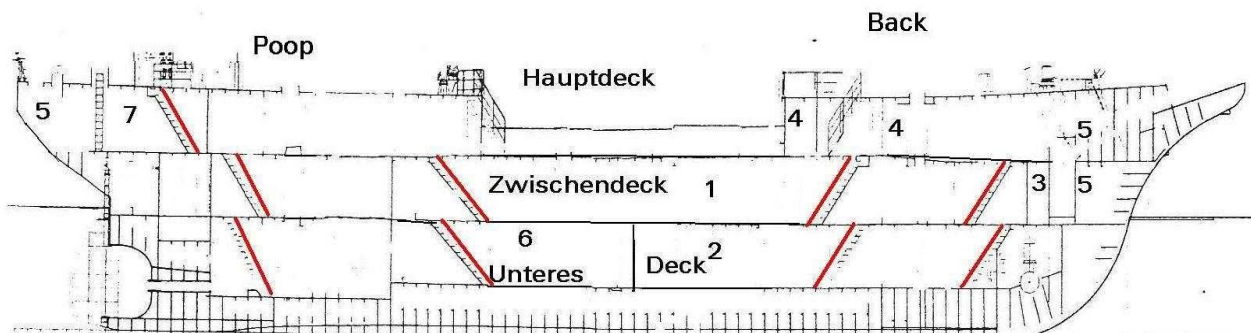 Back
Poop
Hauptdeck
5 7 4 4 5
Zwischendeck 1 3 5
6 2
Unteres Deck